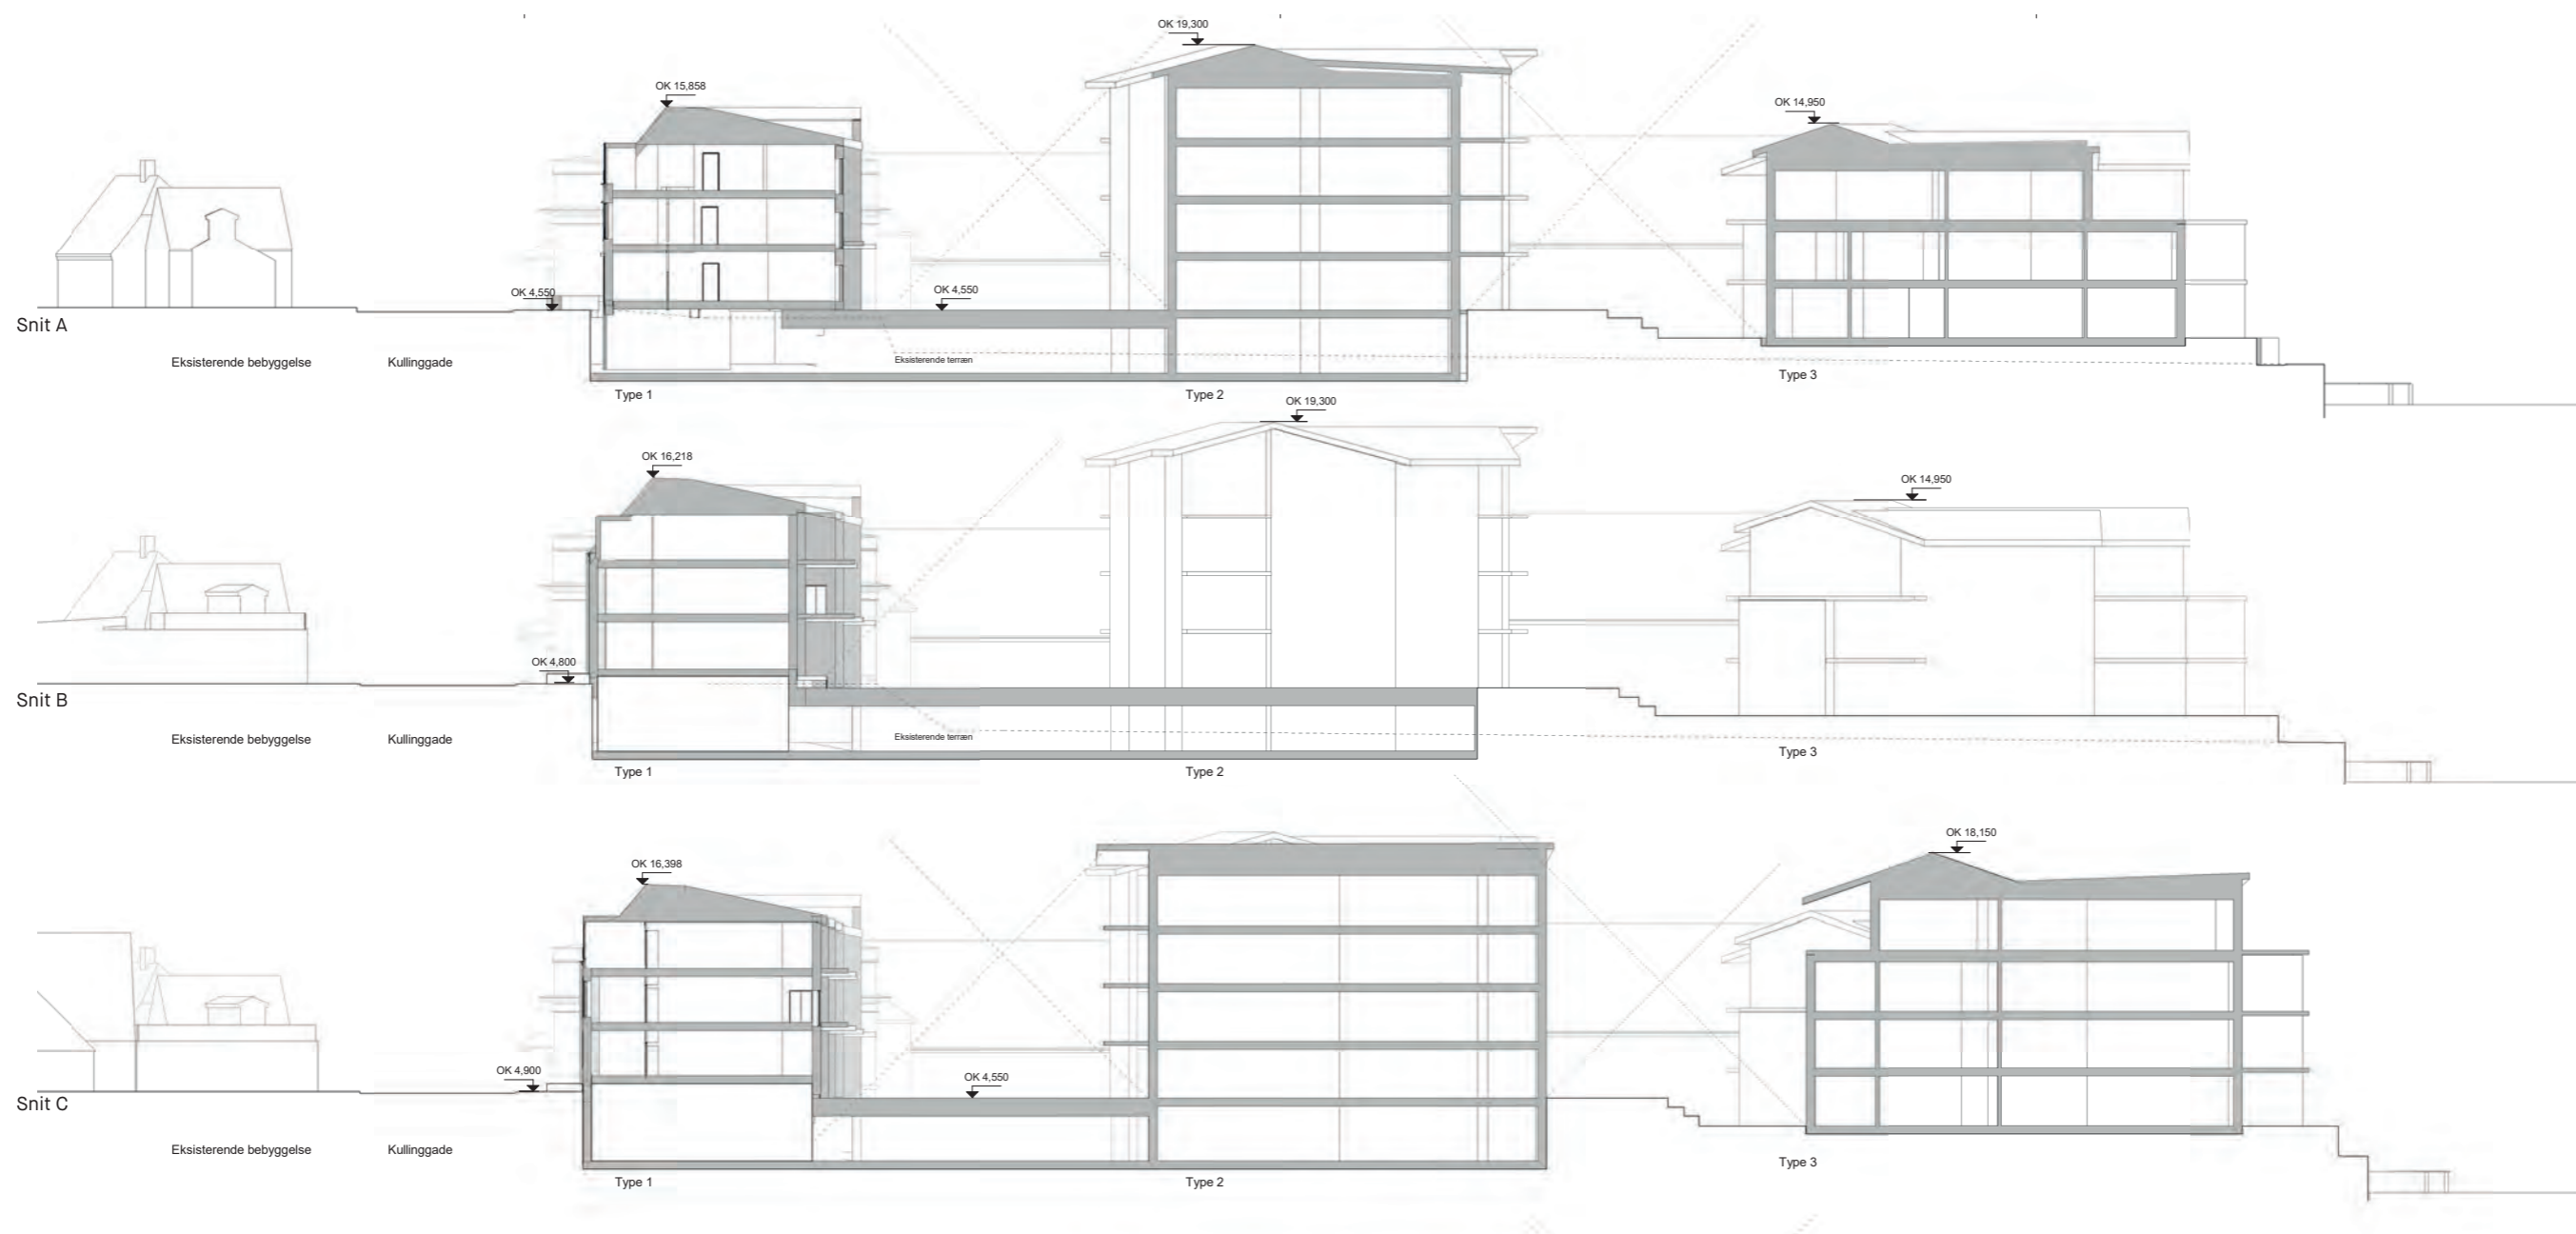 OK 19,300
OK 15,858
OK 14,950
OK 4,550
OK 4,550
Snit A
Eksisterende terræn
Eksisterende bebyggelse
Kullinggade
Type 1
Type 2
Type 3
OK 19,300
OK 16,218
OK 14,950
OK 4,800
Snit B
Eksisterende terræn
Eksisterende bebyggelse
Kullinggade
Type 1
Type 2
Type 3
OK 18,150
OK 16,398
OK 4,900
OK 4,550
Snit C
Eksisterende bebyggelse
Kullinggade
Type 1
Type 2
Type 3